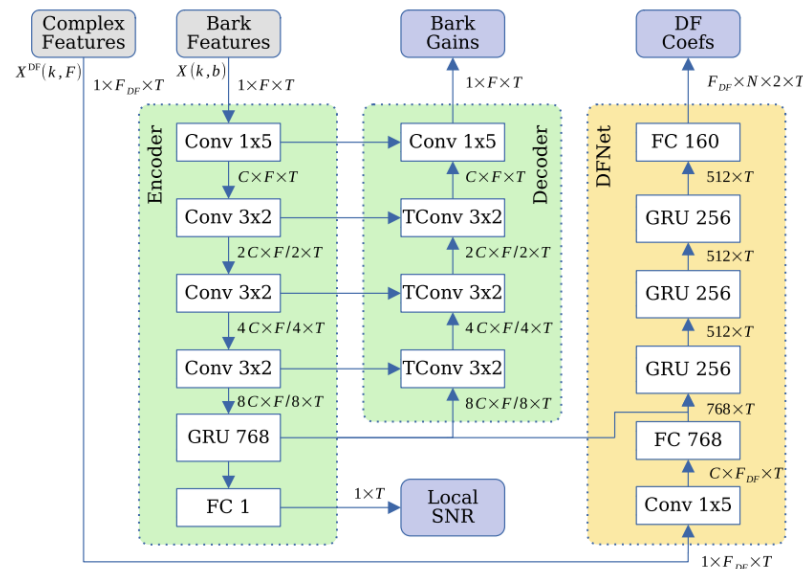 Complex
Features
Bark
Features
Bark
Gains
DF
Coefs
X^DF(k,F)
1×F_DF×T
X(k,b)
1×F×T
1×F×T
F_DF×N×2×T
Encoder
Conv 1x5
C×F×T
Conv 3x2
2C×F/2×T
Conv 3x2
4C×F/4×T
Conv 3x2
8C×F/8×T
GRU 768
FC 1
1×T
Local
SNR
Decoder
Conv 1x5
C×F×T
TConv 3x2
2C×F/2×T
TConv 3x2
4C×F/4×T
TConv 3x2
8C×F/8×T
DFNet
FC 160
512×T
GRU 256
512×T
GRU 256
512×T
GRU 256
768×T
FC 768
C×F_DF×T
Conv 1x5
1×F_DF×T